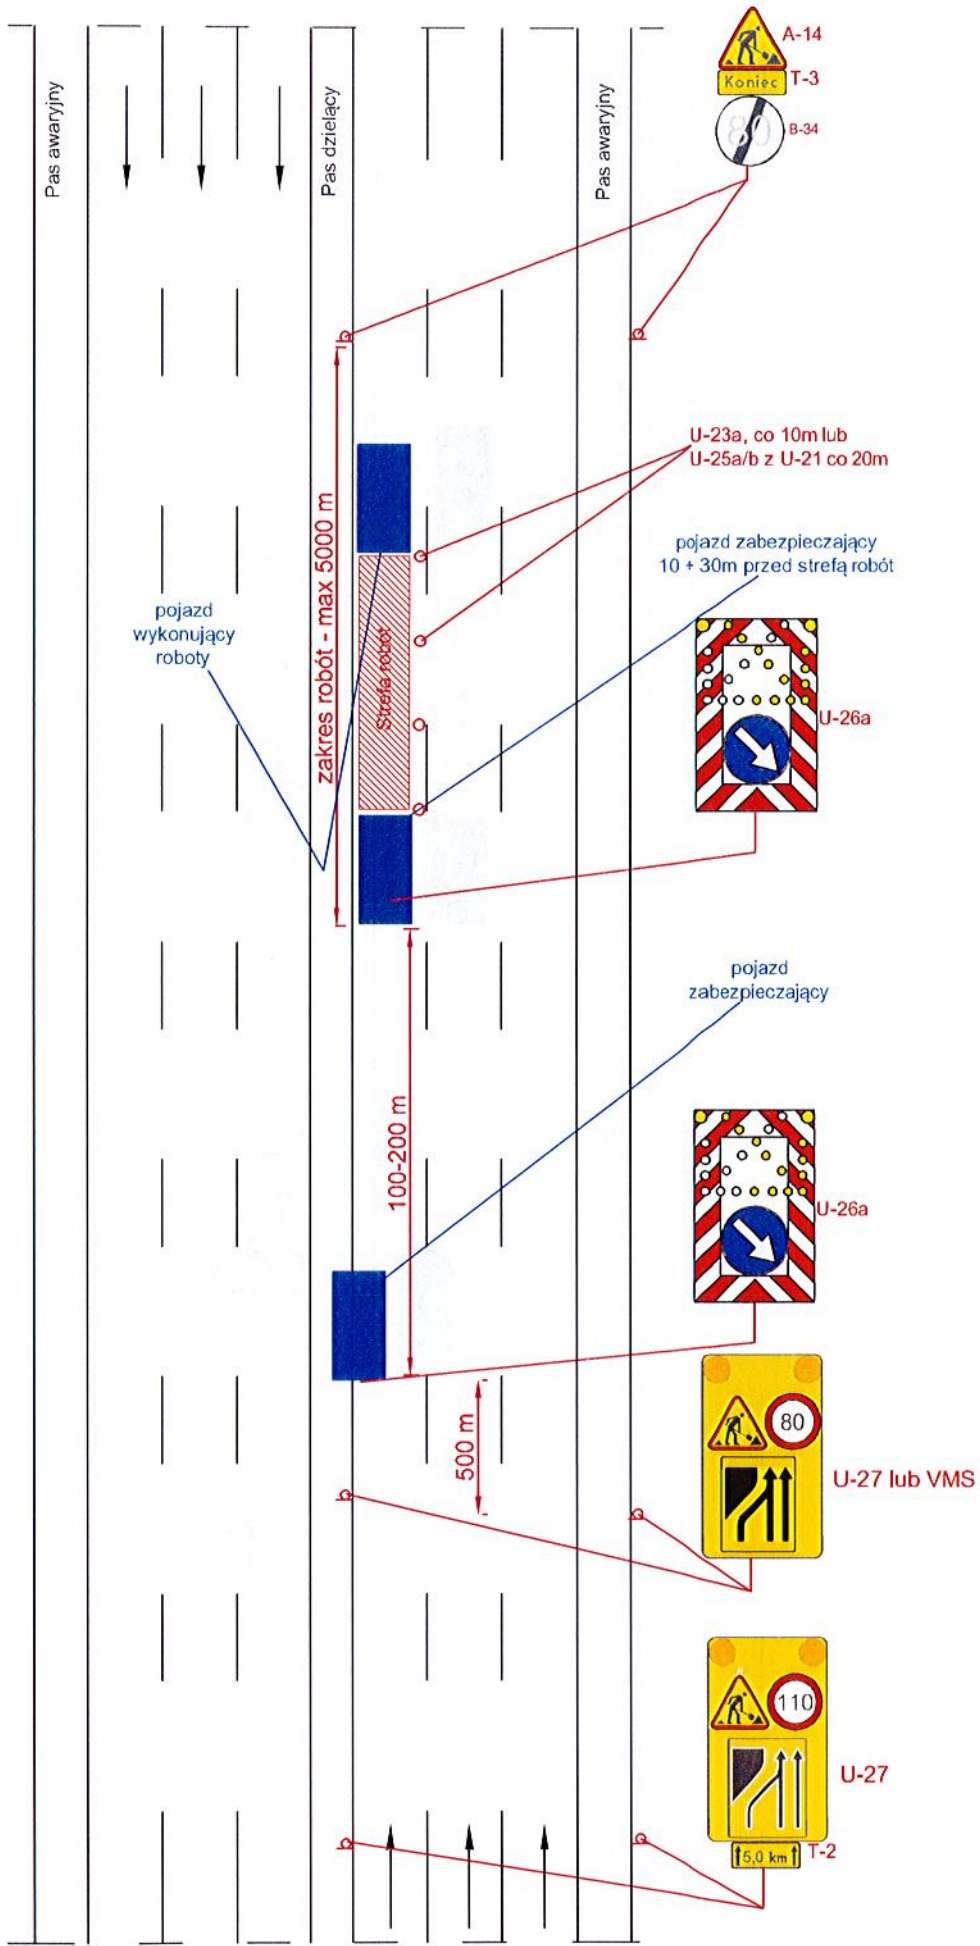 A-14
Koniec
T-3
80
B-34
Pas awaryjny
Pas dzielący
Pas awaryjny
U-23a, co 10m lub
U-25a/b z U-21 co 20m
pojazd zabezpieczający
10 + 30m przed strefą robót
pojazd
wykonujący
roboty
zakres robót - max 5000 m
Strefa robót
U-26a
pojazd
zabezpieczający
100-200 m
U-26a
500 m
80
U-27 lub VMS
110
U-27
5,0 km
T-2